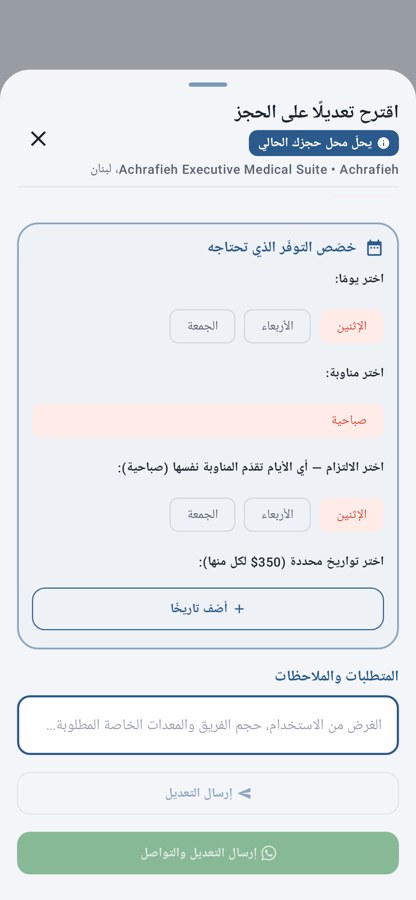 اقترح تعديلًا على الحجز
يحلّ محل حجزك الحالي
Achrafieh Executive Medical Suite • Achrafieh، لبنان
خصّص التوفّر الذي تحتاجه
اختر يومًا:
الإثنين
الأربعاء
الجمعة
اختر مناوبة:
صباحية
اختر الالتزام — أي الأيام تقدّم المناوبة نفسها (صباحية):
الإثنين
الأربعاء
الجمعة
اختر تواريخ محددة (350$ لكل منها):
+ أضف تاريخًا
المتطلبات والملاحظات
الغرض من الاستخدام، حجم الفريق والمعدات الخاصة المطلوبة...
إرسال التعديل
إرسال التعديل والتواصل